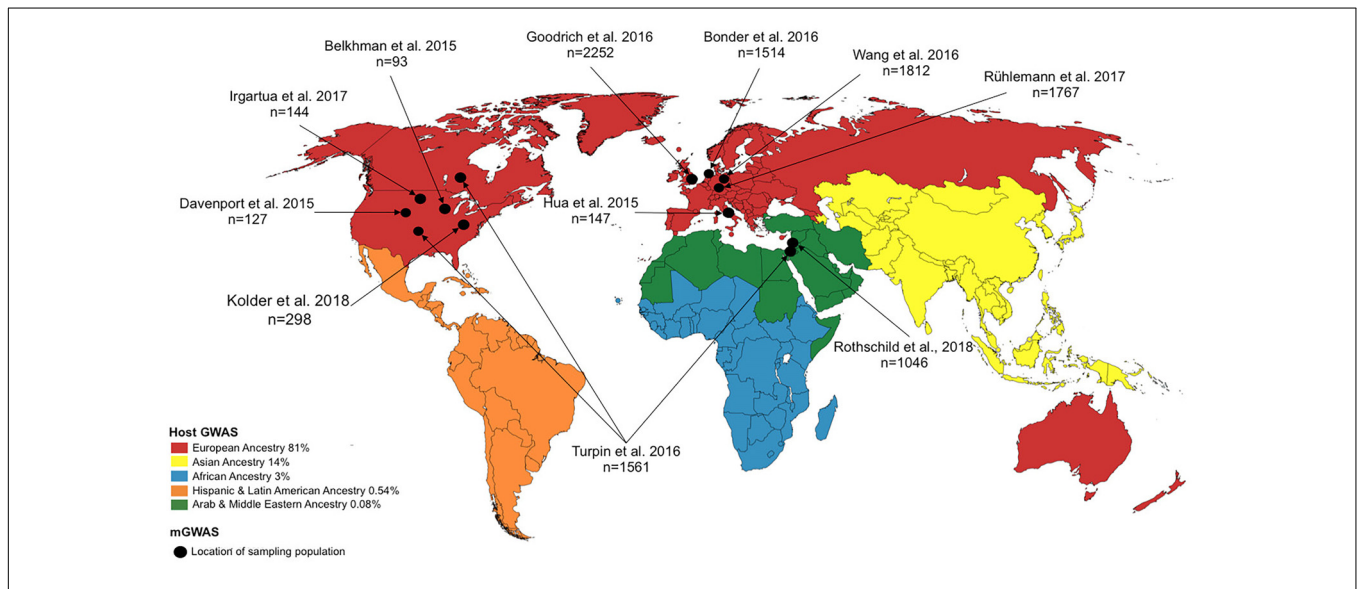 Goodrich et al. 2016
n=2252
Bonder et al. 2016
n=1514
Belkhman et al. 2015
n=93
Wang et al. 2016
n=1812
Rühlemann et al. 2017
n=1767
Irgartua et al. 2017
n=144
Davenport et al. 2015
n=127
Hua et al. 2015
n=147
Kolder et al. 2018
n=298
Rothschild et al., 2018
n=1046
Turpin et al. 2016
n=1561
Host GWAS
European Ancestry 81%
Asian Ancestry 14%
African Ancestry 3%
Hispanic & Latin American Ancestry 0.54%
Arab & Middle Eastern Ancestry 0.08%
mGWAS
Location of sampling population